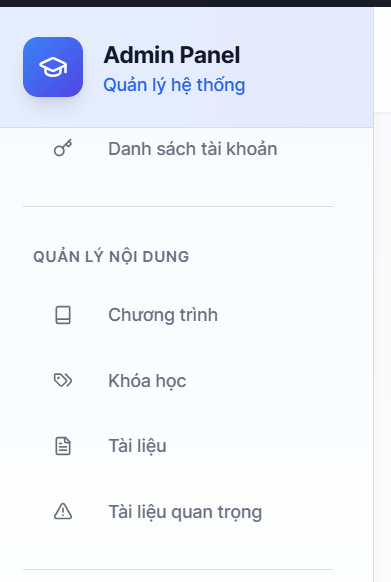 Admin Panel
Quản lý hệ thống
Danh sách tài khoản
QUẢN LÝ NỘI DUNG
Chương trình
Khóa học
Tài liệu
Tài liệu quan trọng